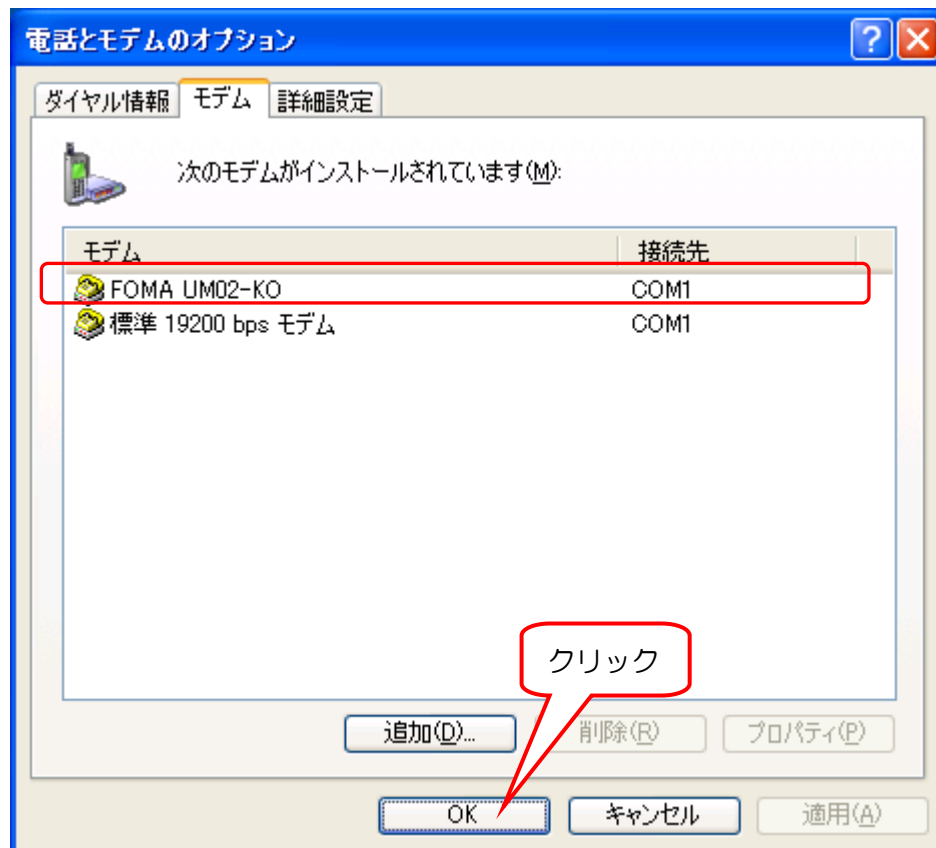 電話とモデムのオプション
ダイヤル情報 モデム 詳細設定
次のモデムがインストールされています(M):
モデム 接続先
FOMA UM02-KO COM1
標準 19200 bps モデム COM1
クリック
追加(D)... 削除(R) プロパティ(P)
OK キャンセル 適用(A)